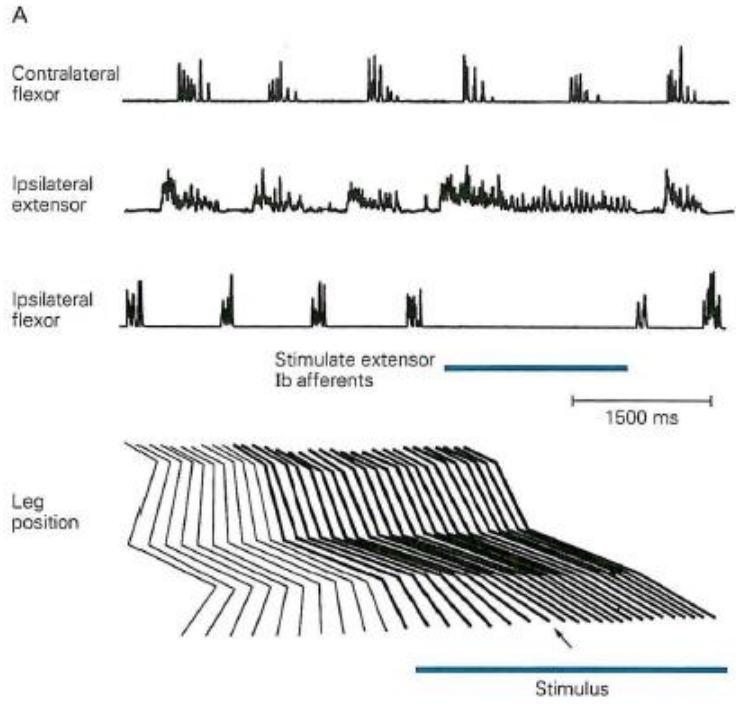 A
Contralateral
flexor
Ipsilateral
extensor
Ipsilateral
flexor
Stimulate extensor
Ib afferents
1500 ms
Leg
position
Stimulus